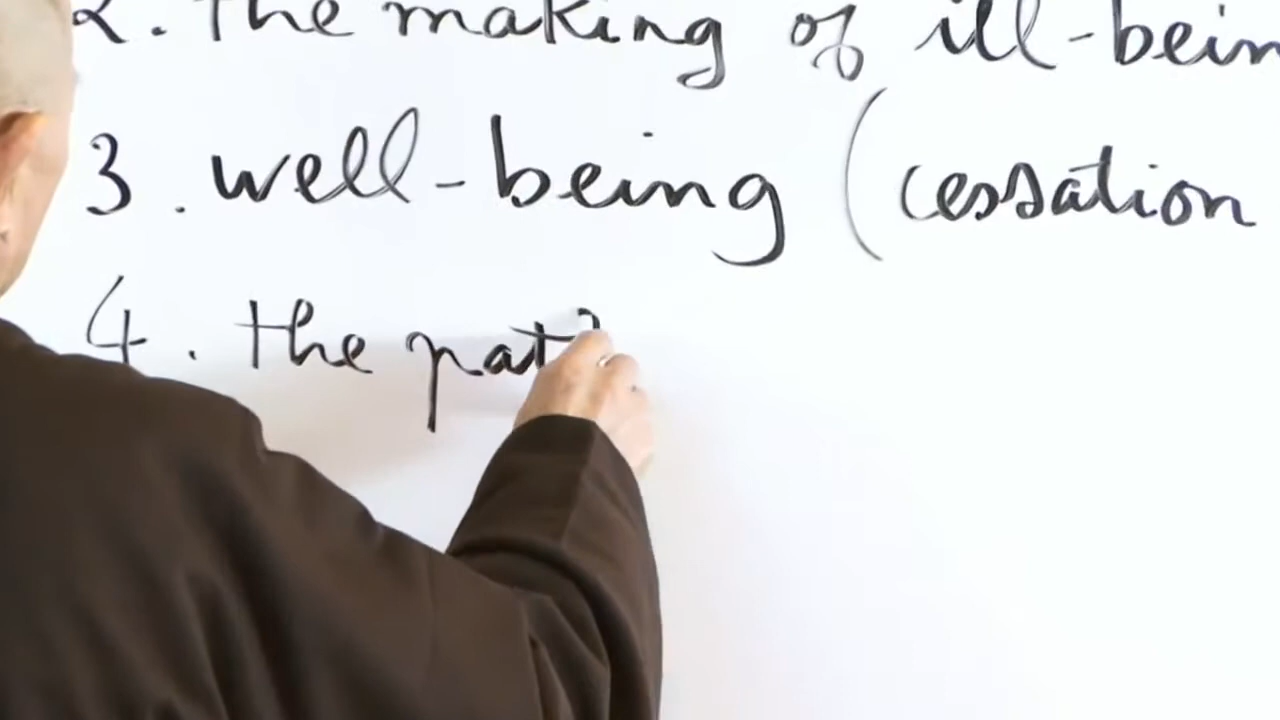 2. The making of ill-bein
3. well-being (cessation
4. the pat